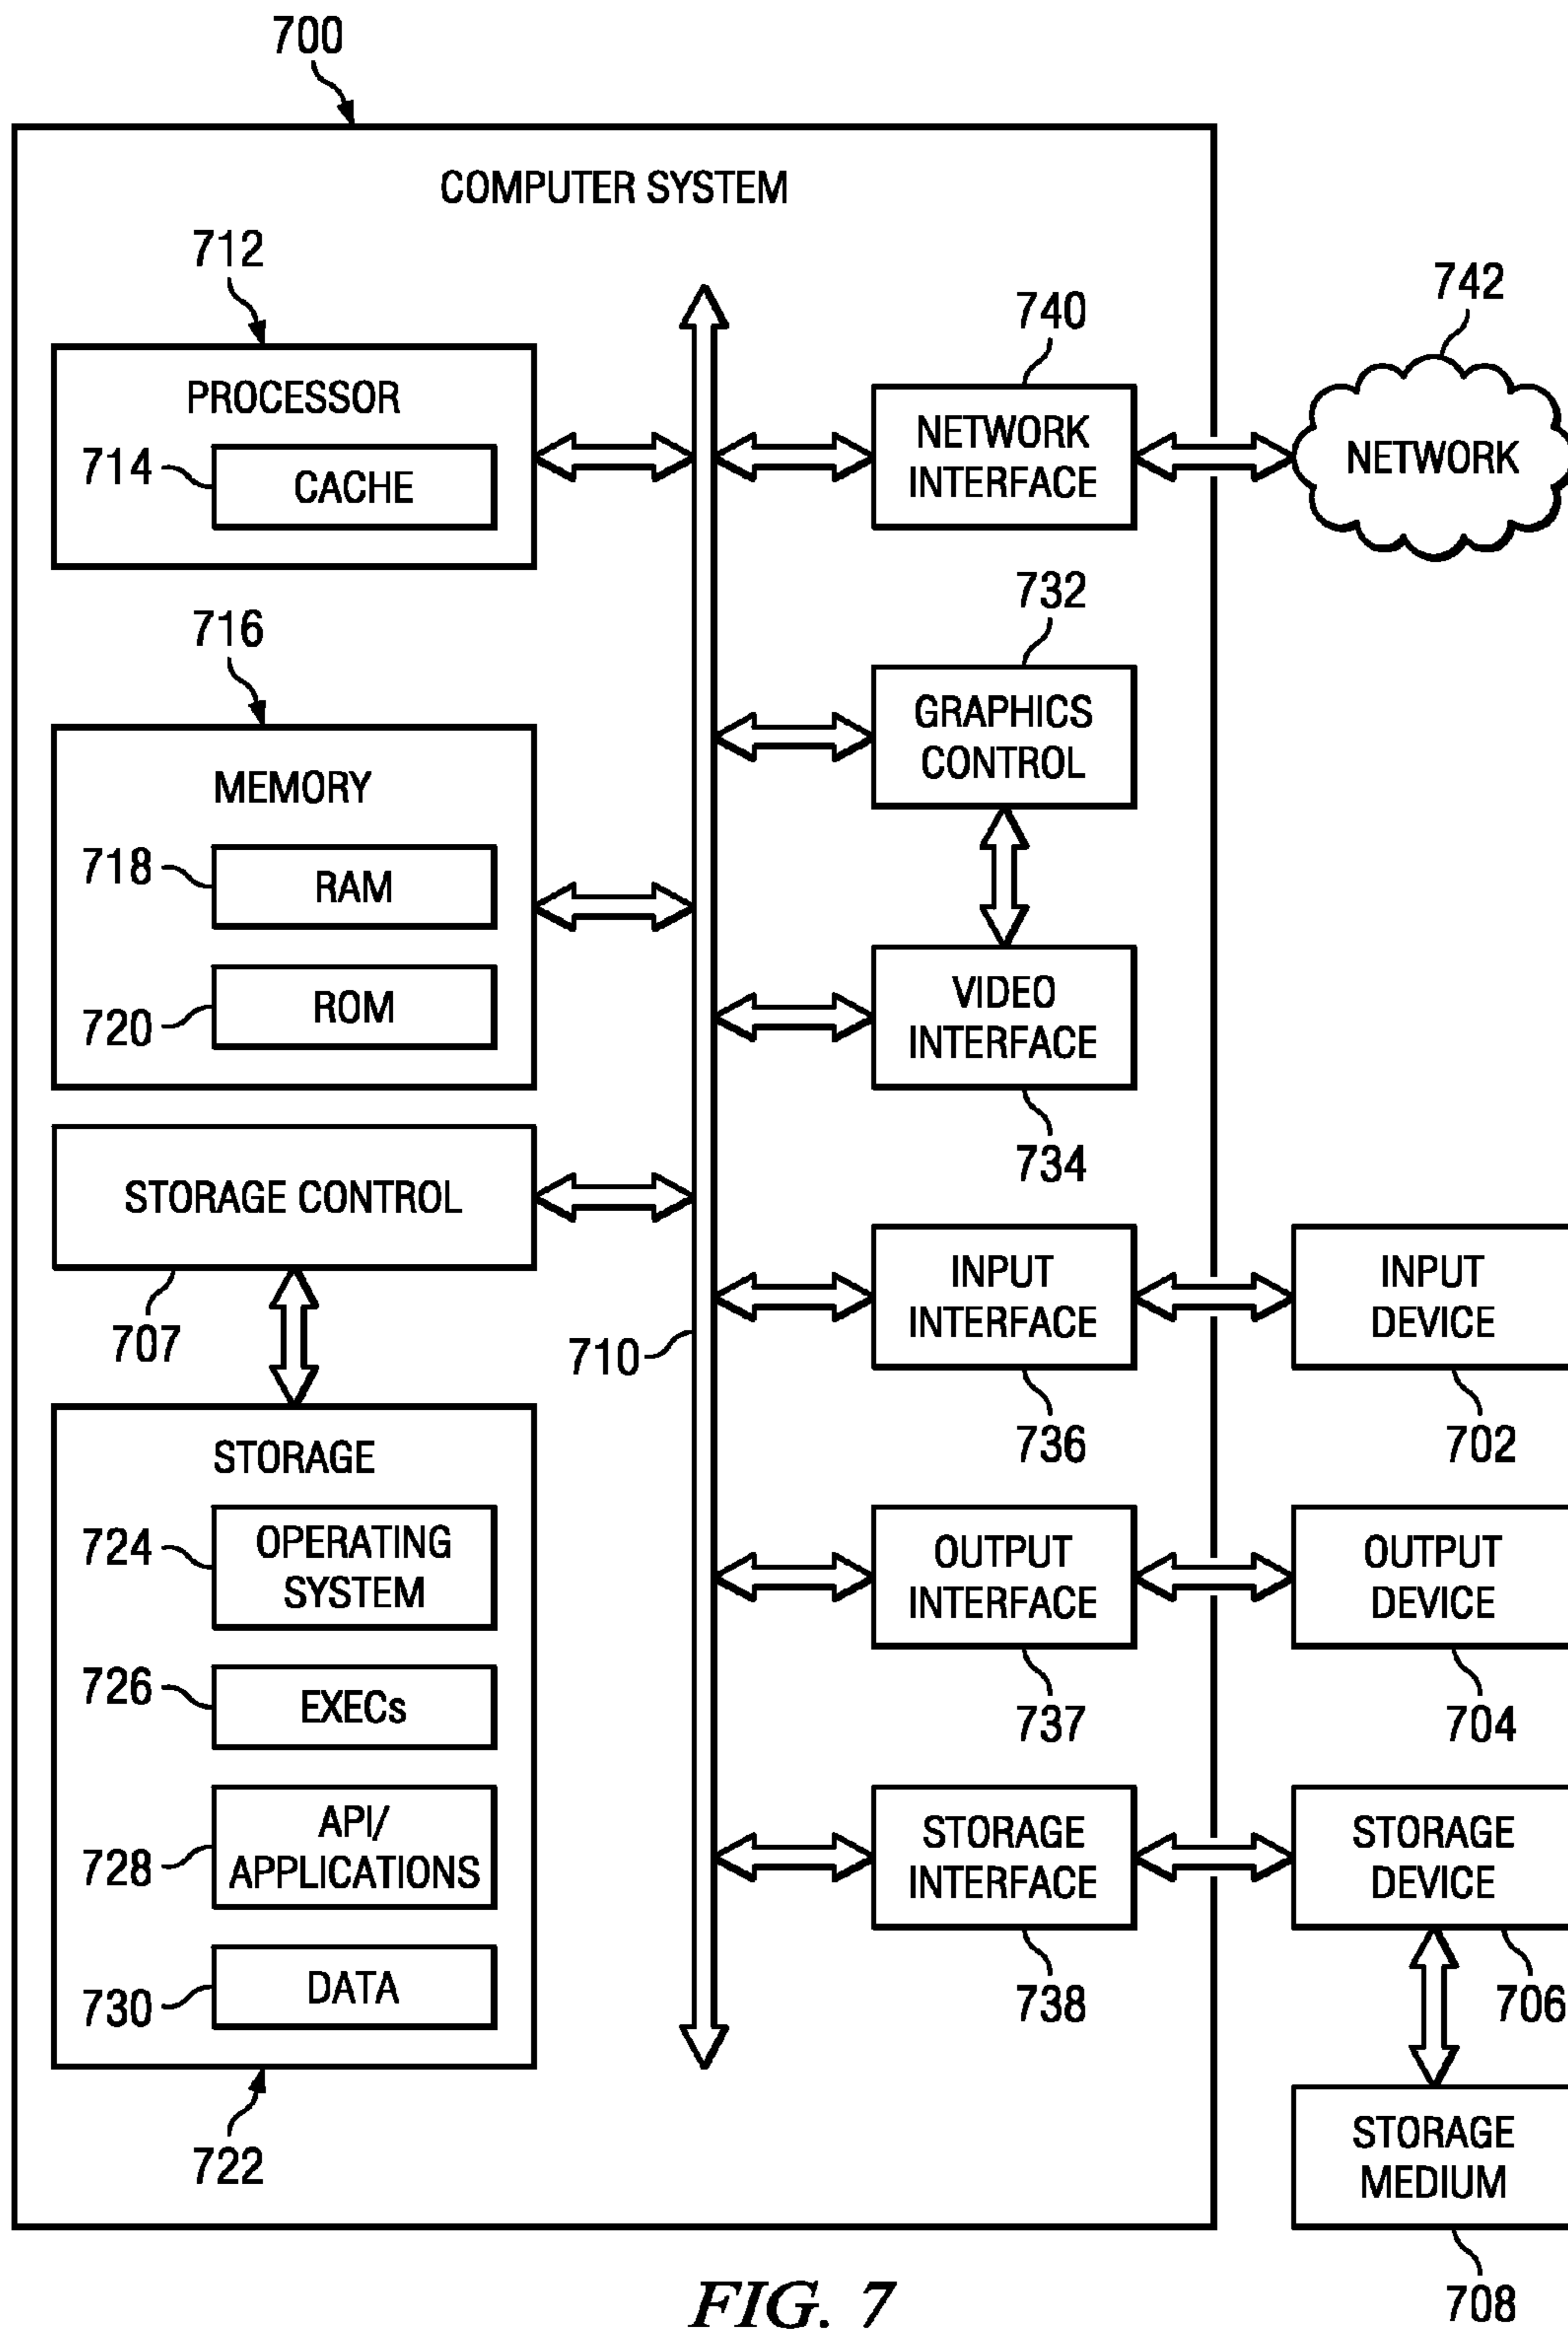 700
COMPUTER SYSTEM
712
PROCESSOR
714
CACHE
740
NETWORK
INTERFACE
742
NETWORK
716
MEMORY
718
RAM
720
ROM
732
GRAPHICS
CONTROL
VIDEO
INTERFACE
734
STORAGE CONTROL
707
710
INPUT
INTERFACE
736
INPUT
DEVICE
702
STORAGE
724
OPERATING
SYSTEM
726
EXECs
728
API/
APPLICATIONS
730
DATA
722
OUTPUT
INTERFACE
737
OUTPUT
DEVICE
704
STORAGE
INTERFACE
738
STORAGE
DEVICE
706
STORAGE
MEDIUM
708
FIG. 7